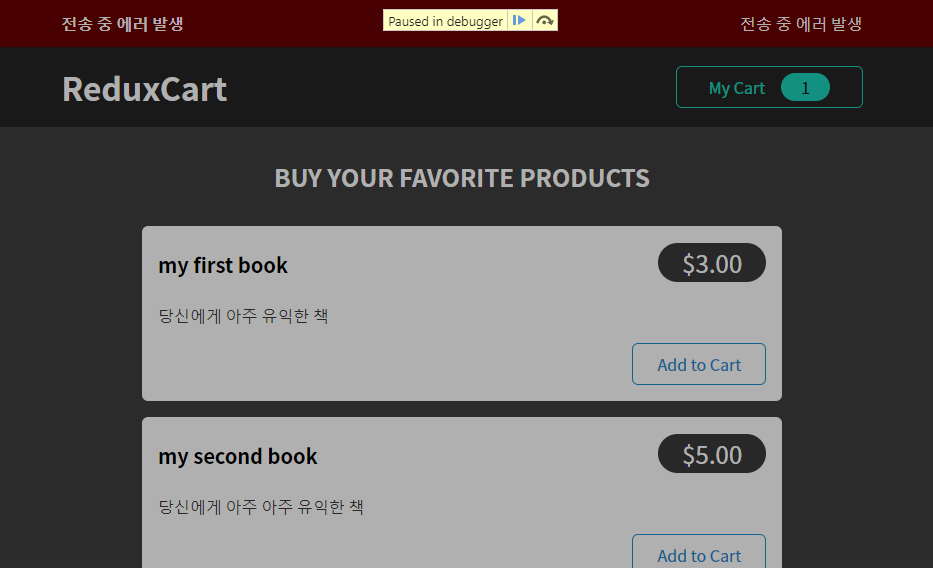 전송 중 에러 발생
Paused in debugger
전송 중 에러 발생
ReduxCart
My Cart 1
BUY YOUR FAVORITE PRODUCTS
my first book
$3.00
당신에게 아주 유익한 책
Add to Cart
my second book
$5.00
당신에게 아주 아주 유익한 책
Add to Cart